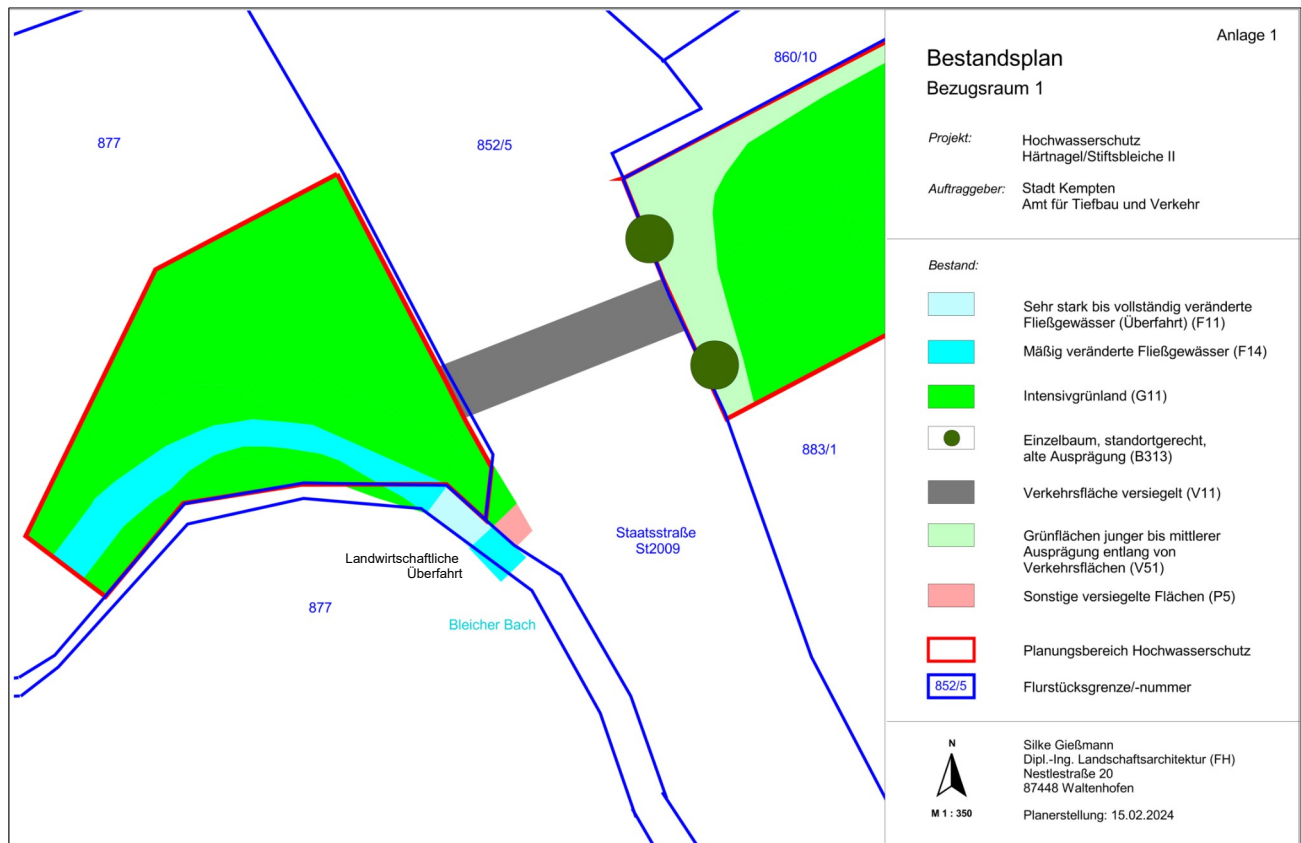 877
852/5
860/10
883/1
Staatsstraße
St2009
Landwirtschaftliche
Überfahrt
877
Bleicher Bach
Anlage 1
Bestandsplan
Bezugsraum 1
Projekt: Hochwasserschutz
Härtnagel/Stiftsbleiche II
Auftraggeber: Stadt Kempten
Amt für Tiefbau und Verkehr
Bestand:
Sehr stark bis vollständig veränderte
Fließgewässer (Überfahrt) (F11)
Mäßig veränderte Fließgewässer (F14)
Intensivgrünland (G11)
Einzelbaum, standortgerecht,
alte Ausprägung (B313)
Verkehrsfläche versiegelt (V11)
Grünflächen junger bis mittlerer
Ausprägung entlang von
Verkehrsflächen (V51)
Sonstige versiegelte Flächen (P5)
Planungsbereich Hochwasserschutz
852/5 Flurstücksgrenze/-nummer
N
M 1 : 350
Silke Gießmann
Dipl.-Ing. Landschaftsarchitektur (FH)
Nestlestraße 20
87448 Waltenhofen
Planerstellung: 15.02.2024